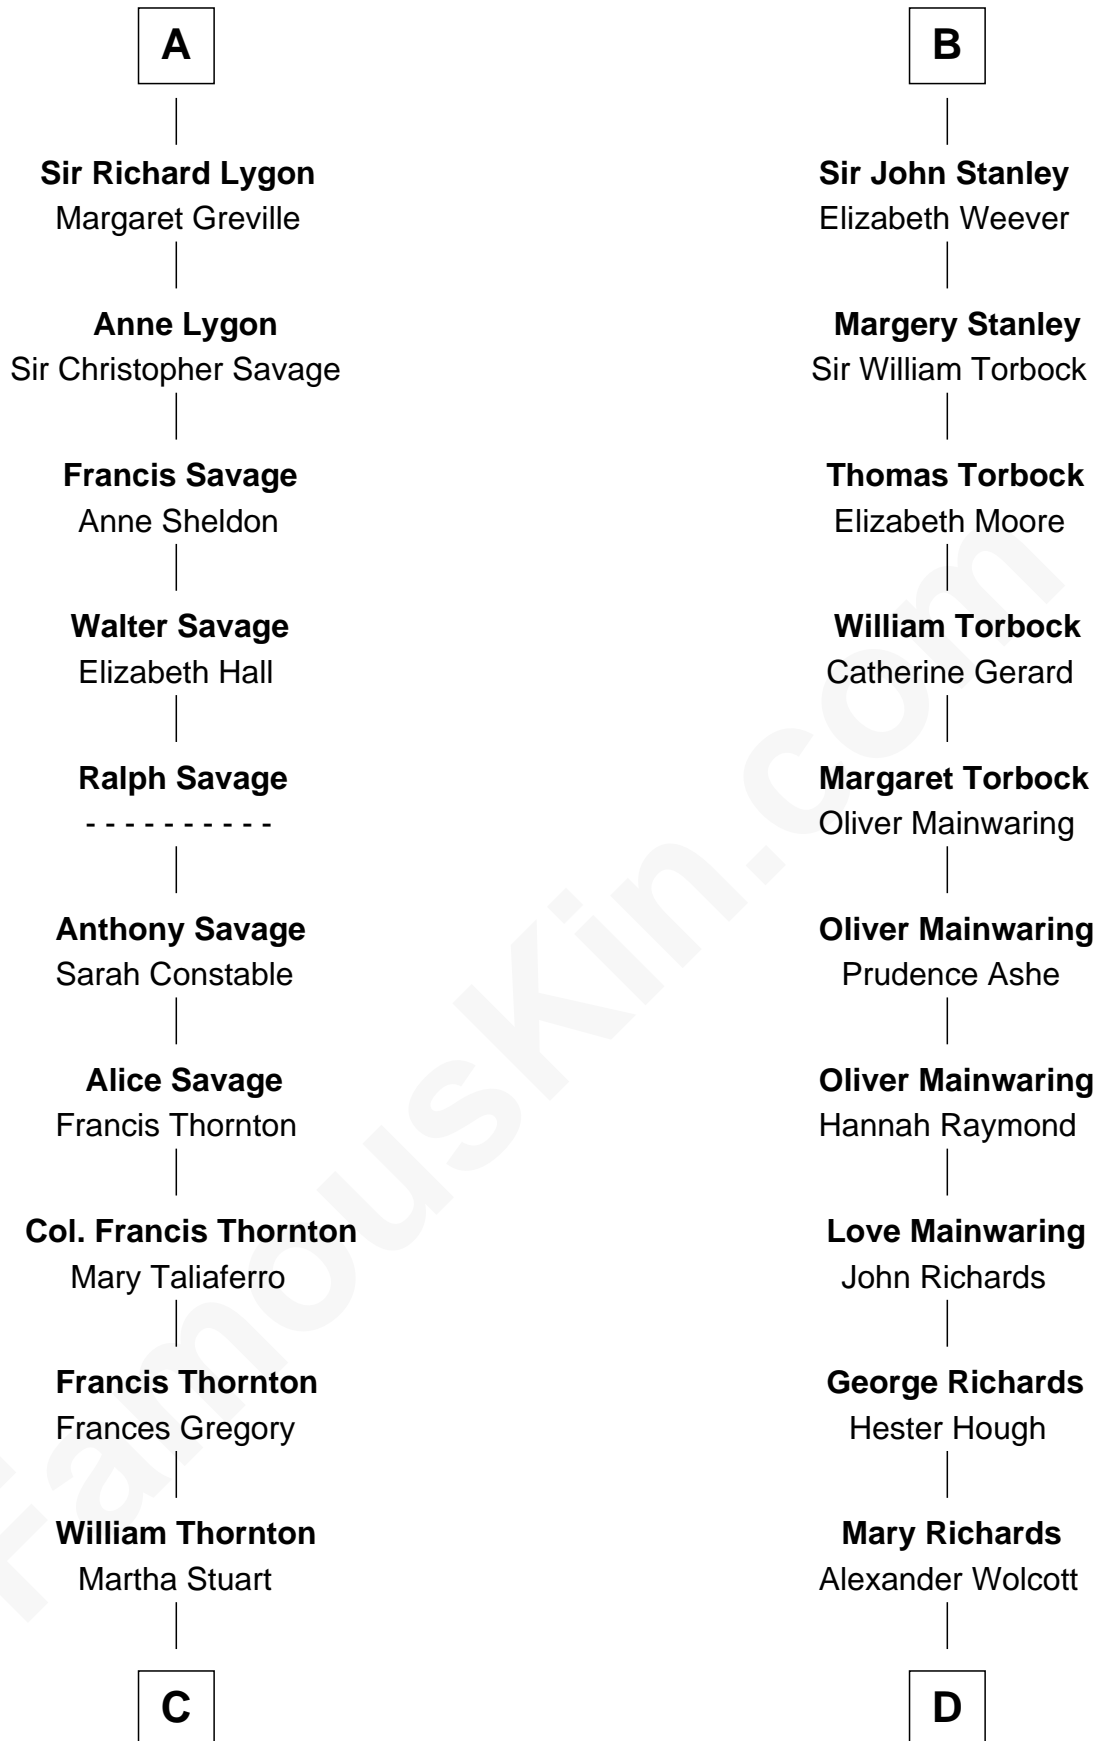 A
Sir Richard Lygon
Margaret Greville
Anne Lygon
Sir Christopher Savage
Francis Savage
Anne Sheldon
Walter Savage
Elizabeth Hall
Ralph Savage
- - - - - - - - - -
Anthony Savage
Sarah Constable
Alice Savage
Francis Thornton
Col. Francis Thornton
Mary Taliaferro
Francis Thornton
Frances Gregory
William Thornton
Martha Stuart
C
B
Sir John Stanley
Elizabeth Weever
Margery Stanley
Sir William Torbock
Thomas Torbock
Elizabeth Moore
William Torbock
Catherine Gerard
Margaret Torbock
Oliver Mainwaring
Oliver Mainwaring
Prudence Ashe
Oliver Mainwaring
Hannah Raymond
Love Mainwaring
John Richards
George Richards
Hester Hough
Mary Richards
Alexander Wolcott
D
FamousKin.com